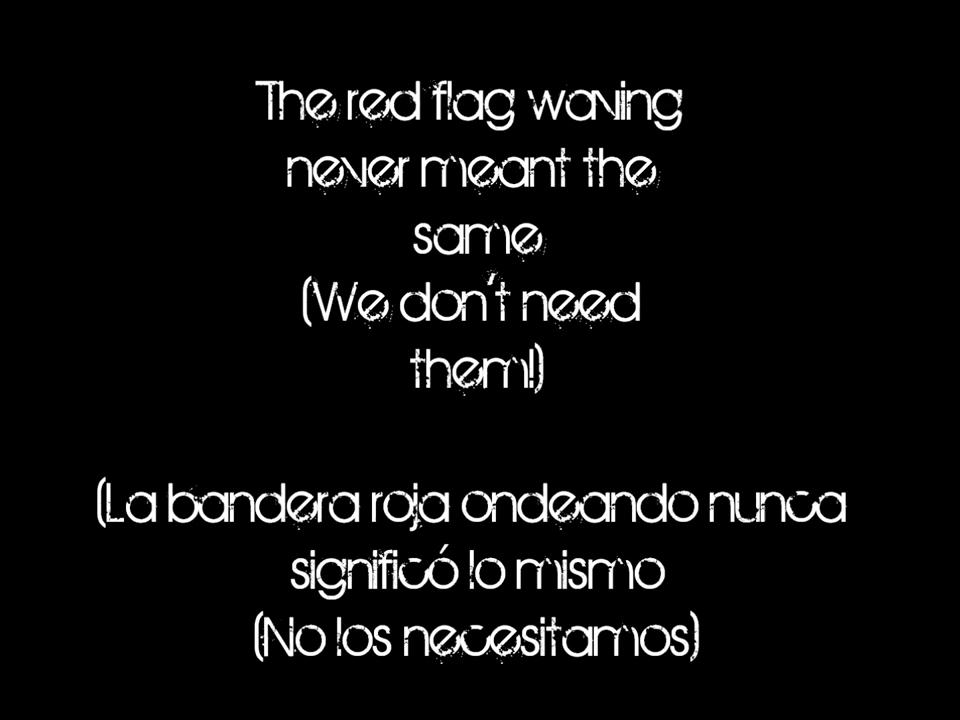 The red flag waving
never meant the
same
(We don't need
them!)
(La bandera roja ondeando nunca
significó lo mismo
(No los necesitamos)